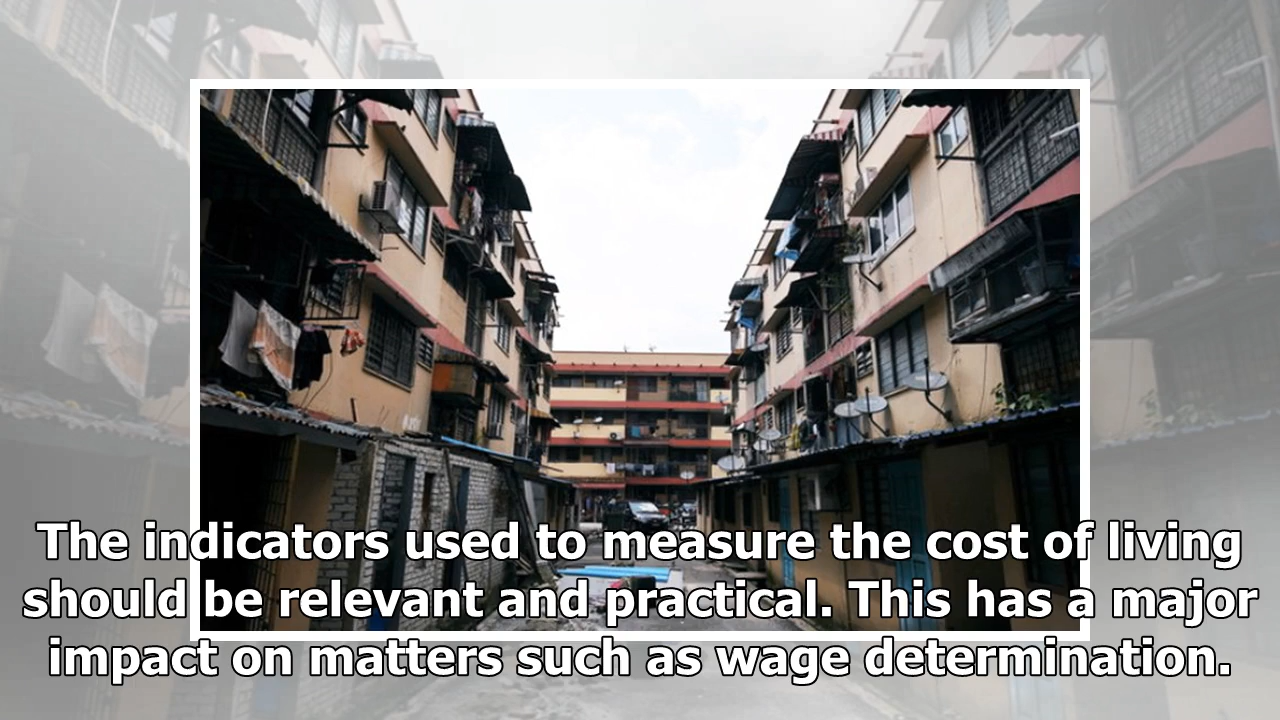 The indicators used to measure the cost of living
should be relevant and practical. This has a major
impact on matters such as wage determination.